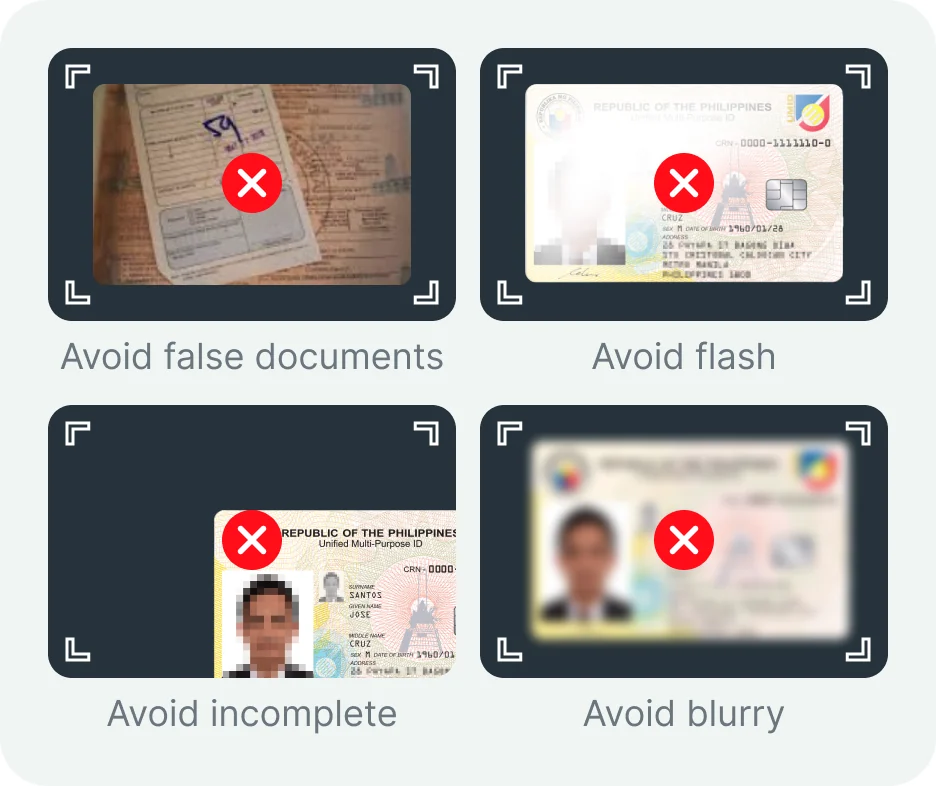 59
REPUBLIC OF THE PHILIPPINES
Unified Multi-Purpose ID
UMID
CRN - 0000-1111110-0
CRUZ
SEX M DATE OF BIRTH 1960/01/28
ADDRESS
METRO MANILA
PHILIPPINES 1800
Avoid false documents
Avoid flash
REPUBLIC OF THE PHILIPPINES
Unified Multi-Purpose ID
CRN - 0000-
SURNAME
SANTOS
GIVEN NAME
JOSE
MIDDLE NAME
CRUZ
SEX M DATE OF BIRTH 1960/01
ADDRESS
Avoid incomplete
Avoid blurry